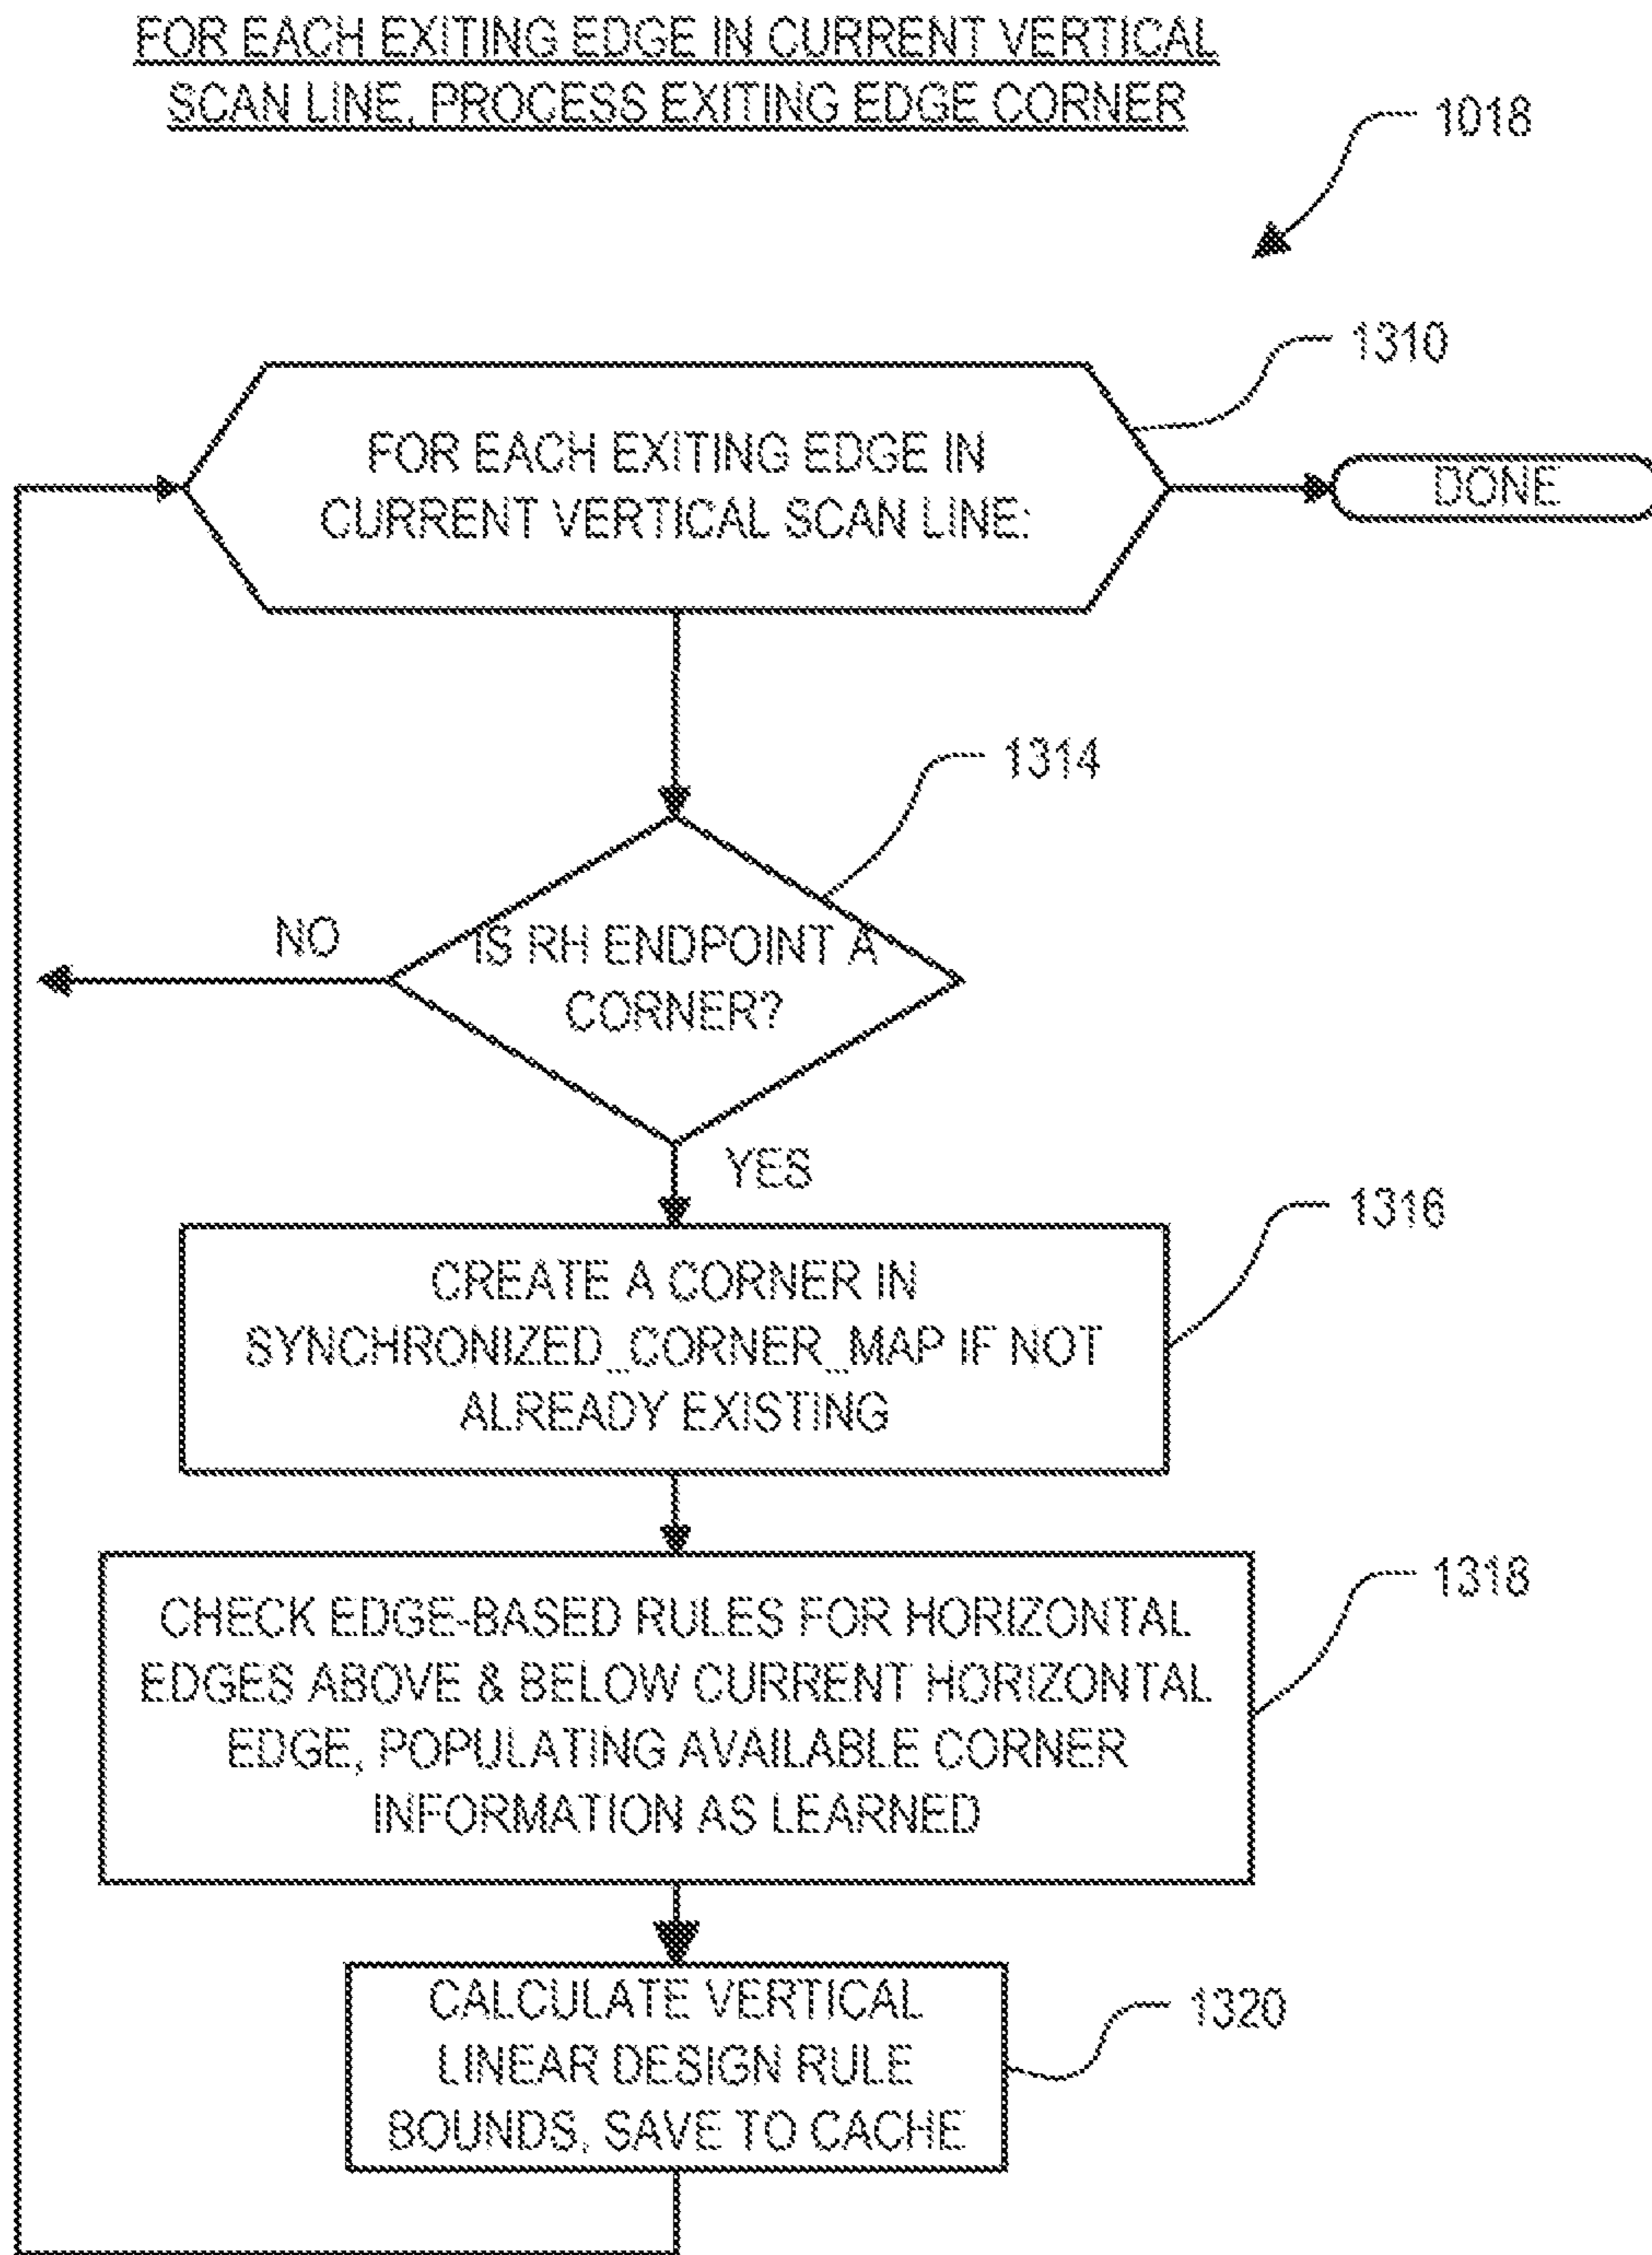 FOR EACH EXITING EDGE IN CURRENT VERTICAL
SCAN LINE, PROCESS EXITING EDGE CORNER
1018
1310
FOR EACH EXITING EDGE IN
CURRENT VERTICAL SCAN LINE:
DONE
1314
NO
IS RH ENDPOINT A
CORNER?
YES
1316
CREATE A CORNER IN
SYNCHRONIZED_CORNER_MAP IF NOT
ALREADY EXISTING
1318
CHECK EDGE-BASED RULES FOR HORIZONTAL
EDGES ABOVE & BELOW CURRENT HORIZONTAL
EDGE, POPULATING AVAILABLE CORNER
INFORMATION AS LEARNED
1320
CALCULATE VERTICAL
LINEAR DESIGN RULE
BOUNDS, SAVE TO CACHE